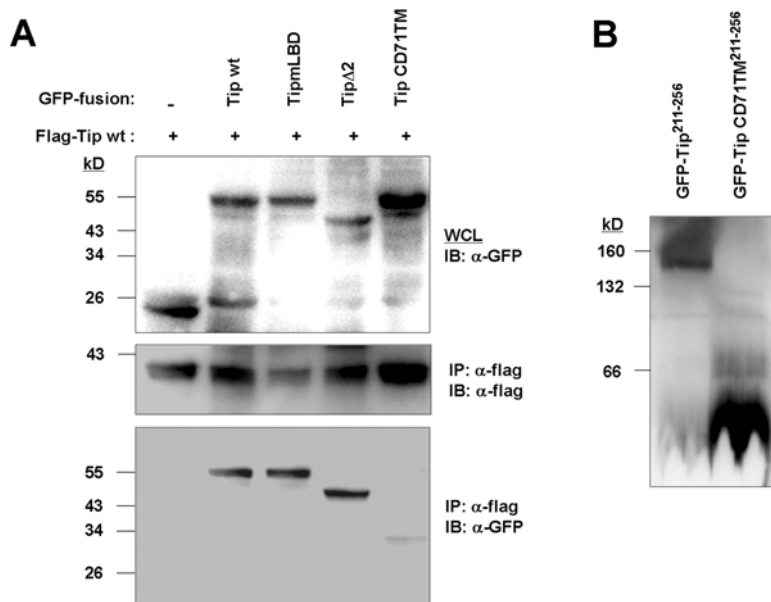 A
GFP-fusion: - Tip wt TipmLBD TipΔ2 Tip CD71TM
Flag-Tip wt : + + + + +
kD
55
43
34
26
WCL
IB: α-GFP
43
IP: α-flag
IB: α-flag
55
43
34
26
IP: α-flag
IB: α-GFP
B
GFP-Tip211-256
GFP-Tip CD71TM211-256
kD
160
132
66